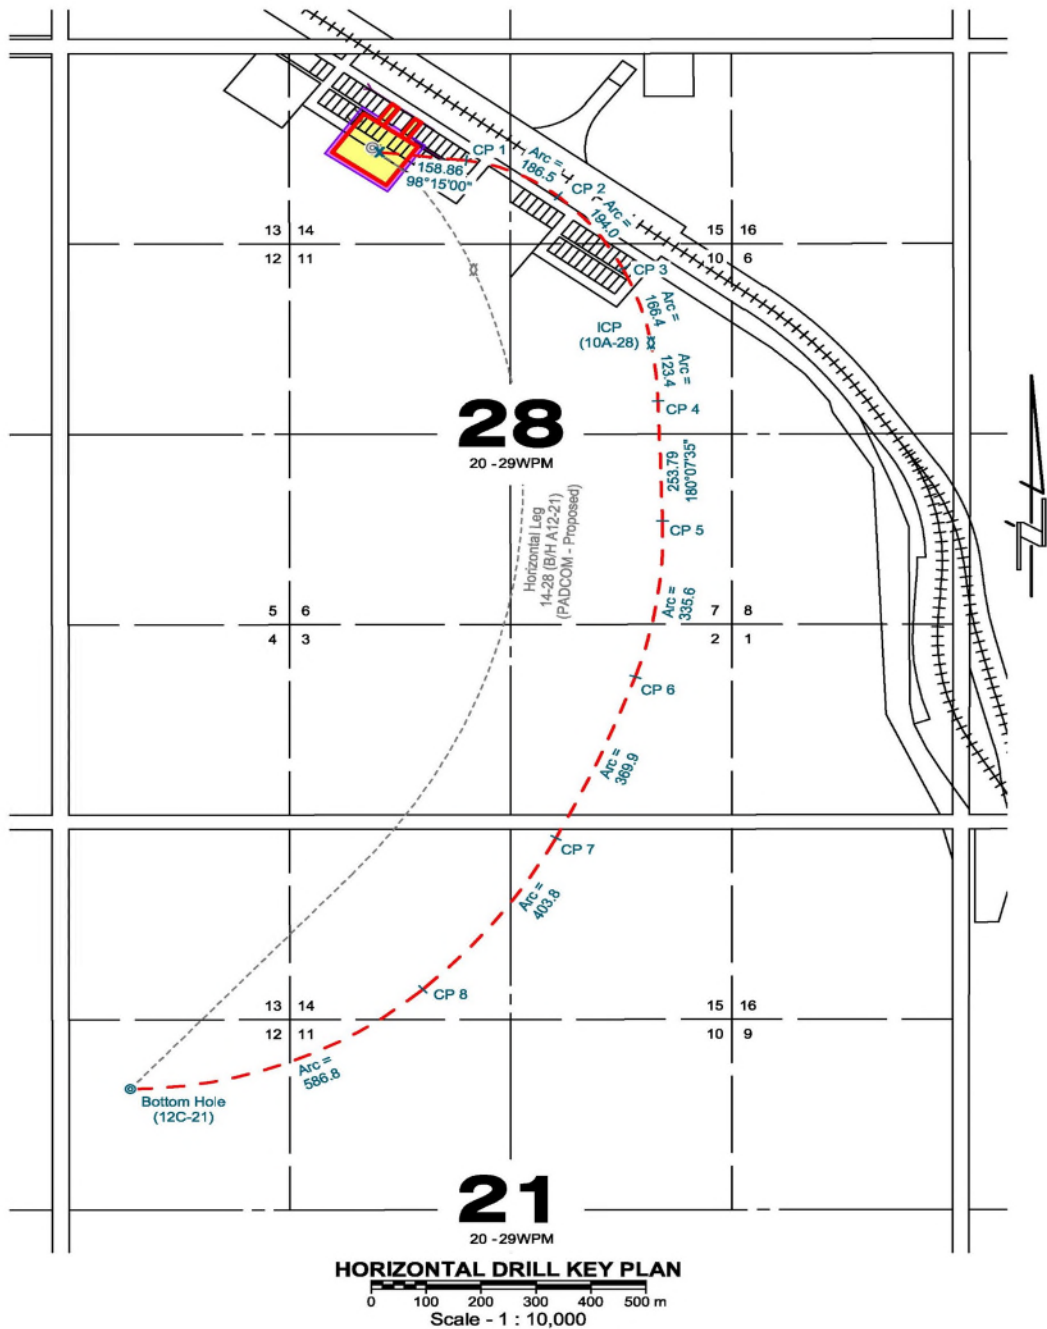 CP 1
158.86
98°15'00"
Arc =
186.5
CP 2
Arc =
194.0
13 14
12 11
15 16
10 6
CP 3
Arc =
166.4
ICP
(10A-28)
Arc =
123.4
CP 4
28
20 -29WPM
253.79
180°07'35"
CP 5
Horizontal Leg
14-28 (B/H A12-21)
(PADCOM - Proposed)
Arc =
335.6
5 6
4 3
7 8
2 1
CP 6
Arc =
369.9
CP 7
Arc =
403.8
CP 8
13 14
12 11
15 16
10 9
Arc =
586.8
Bottom Hole
(12C-21)
21
20 -29WPM
HORIZONTAL DRILL KEY PLAN
0 100 200 300 400 500 m
Scale - 1 : 10,000